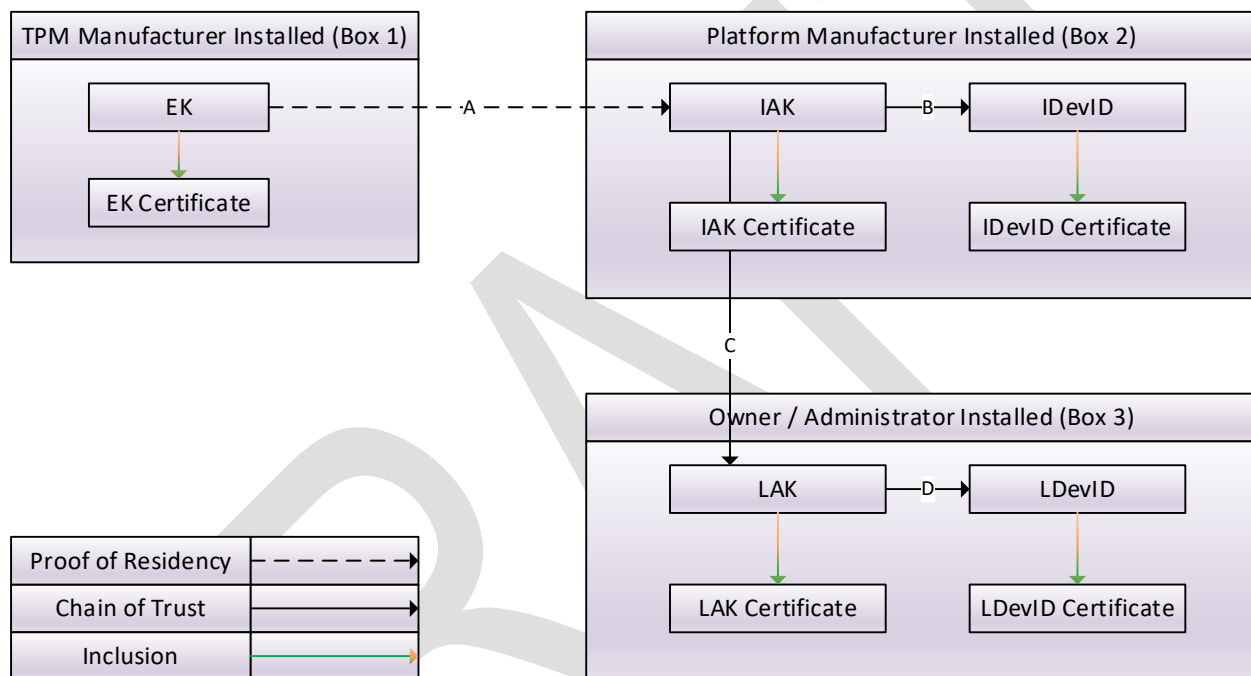 TPM Manufacturer Installed (Box 1)
Platform Manufacturer Installed (Box 2)
EK
A
IAK
B
IDevID
EK Certificate
IAK Certificate
IDevID Certificate
C
Owner / Administrator Installed (Box 3)
LAK
D
LDevID
Proof of Residency
Chain of Trust
LAK Certificate
LDevID Certificate
Inclusion